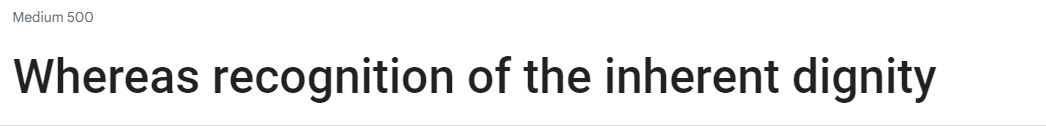 Medium 500
Whereas recognition of the inherent dignity